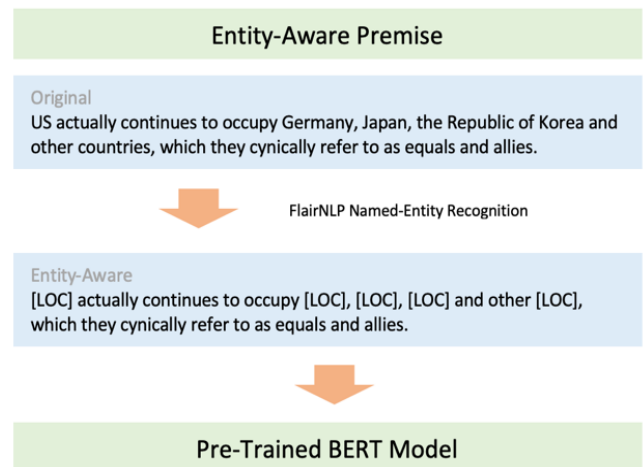 Entity-Aware Premise
Original
US actually continues to occupy Germany, Japan, the Republic of Korea and
other countries, which they cynically refer to as equals and allies.
FlairNLP Named-Entity Recognition
Entity-Aware
[LOC] actually continues to occupy [LOC], [LOC], [LOC] and other [LOC],
which they cynically refer to as equals and allies.
Pre-Trained BERT Model